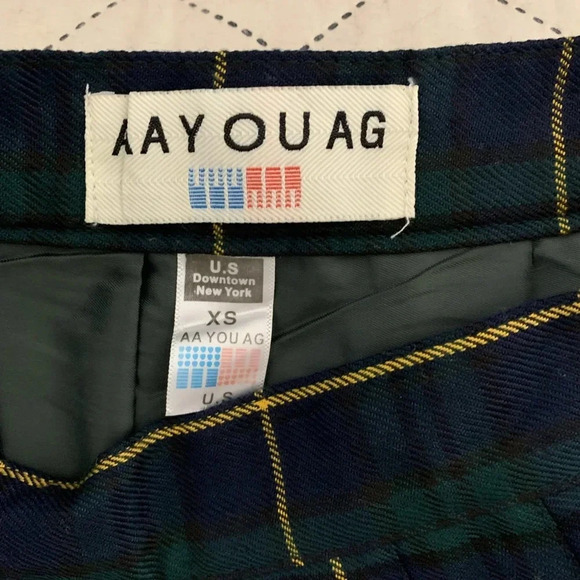 AAYOUAG
U.S
Downtown
New York
XS
AA YOU AG
U.S